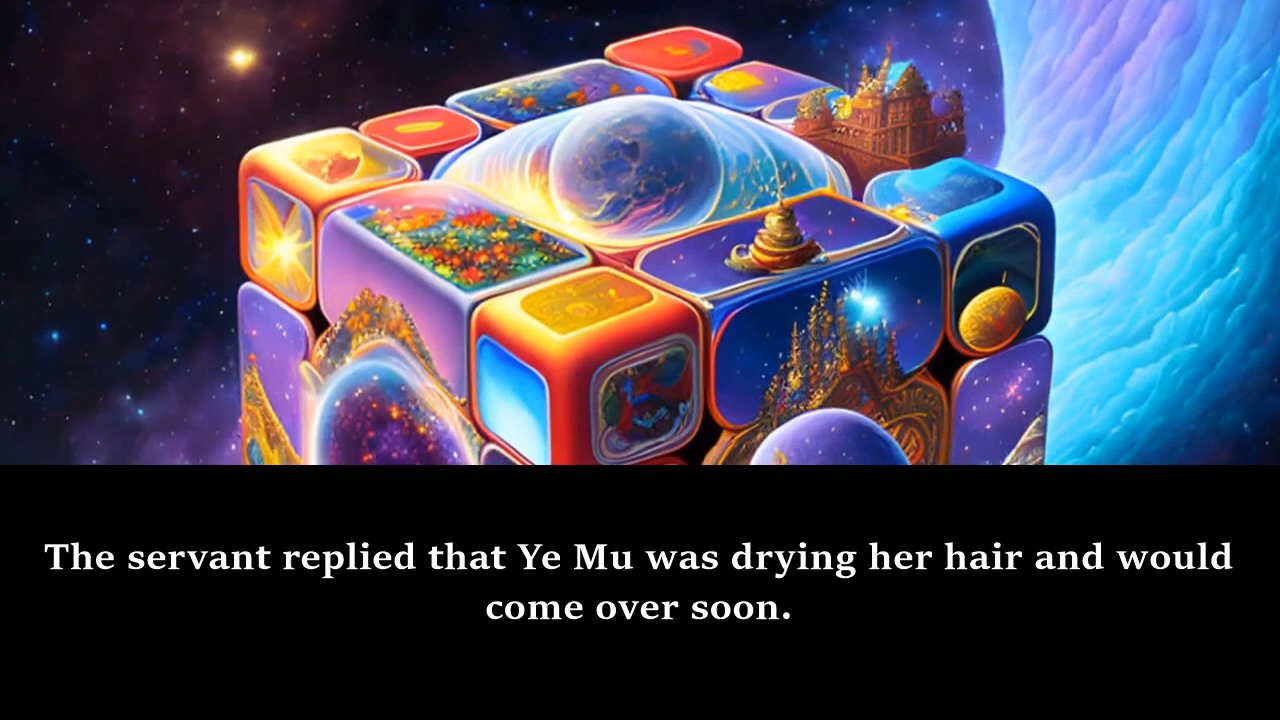 The servant replied that Ye Mu was drying her hair and would
come over soon.